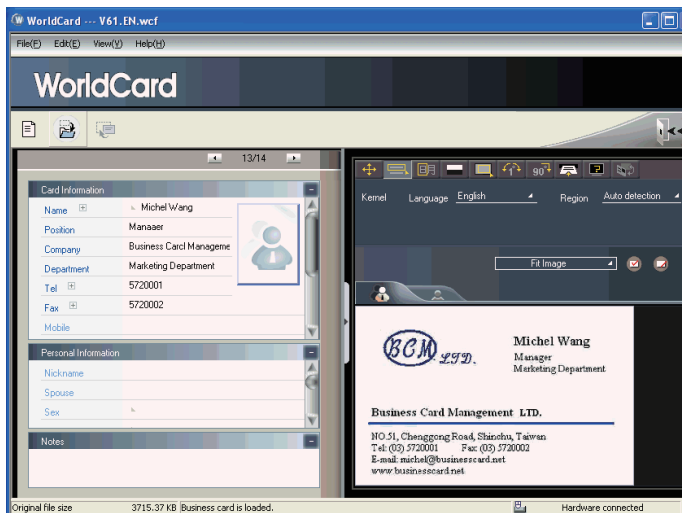 WorldCard --- V61.EN.wcf
File(F) Edit(E) View(V) Help(H)
WorldCard
13/14
Card Information
Name Michel Wang
Position Manaaer
Company Business Carcl Manageme
Department Marketing Department
Tel 5720001
Fax 5720002
Mobile
Personal Information
Nickname
Spouse
Sex
Notes
90°
Kernel Language English Region Auto detection
Fit Image
BCM LTD.
Michel Wang
Manager
Marketing Department
Business Card Management LTD.
NO.51, Chenggong Road, Shinchu, Taiwan
Tel: (03) 5720001 Fax: (03) 5720002
E-mail: michel@businesscard.net
www.businesscard.net
Original file size 3715.37 KB Business card is loaded. Hardware connected